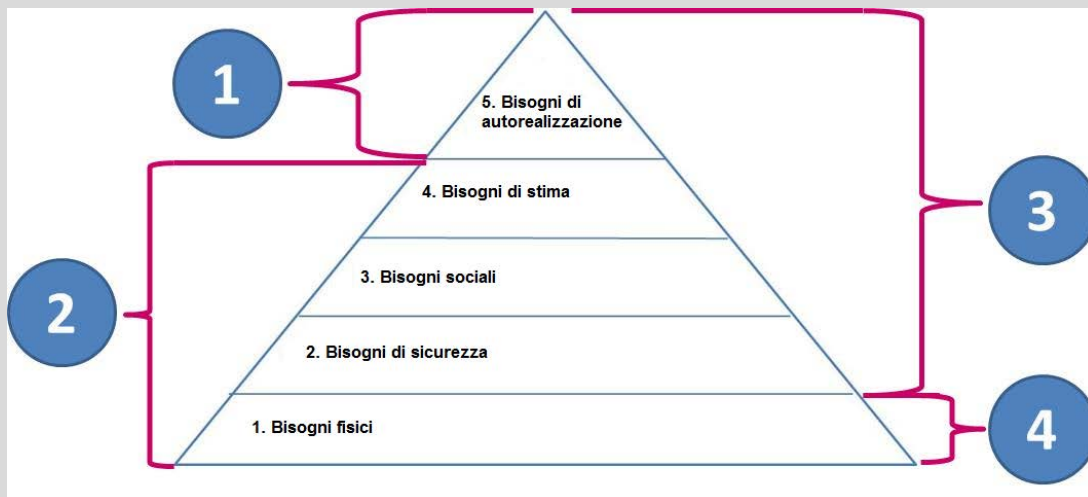 1
5. Bisogni di
autorealizzazione
4. Bisogni di stima
3
3. Bisogni sociali
2
2. Bisogni di sicurezza
1. Bisogni fisici
4